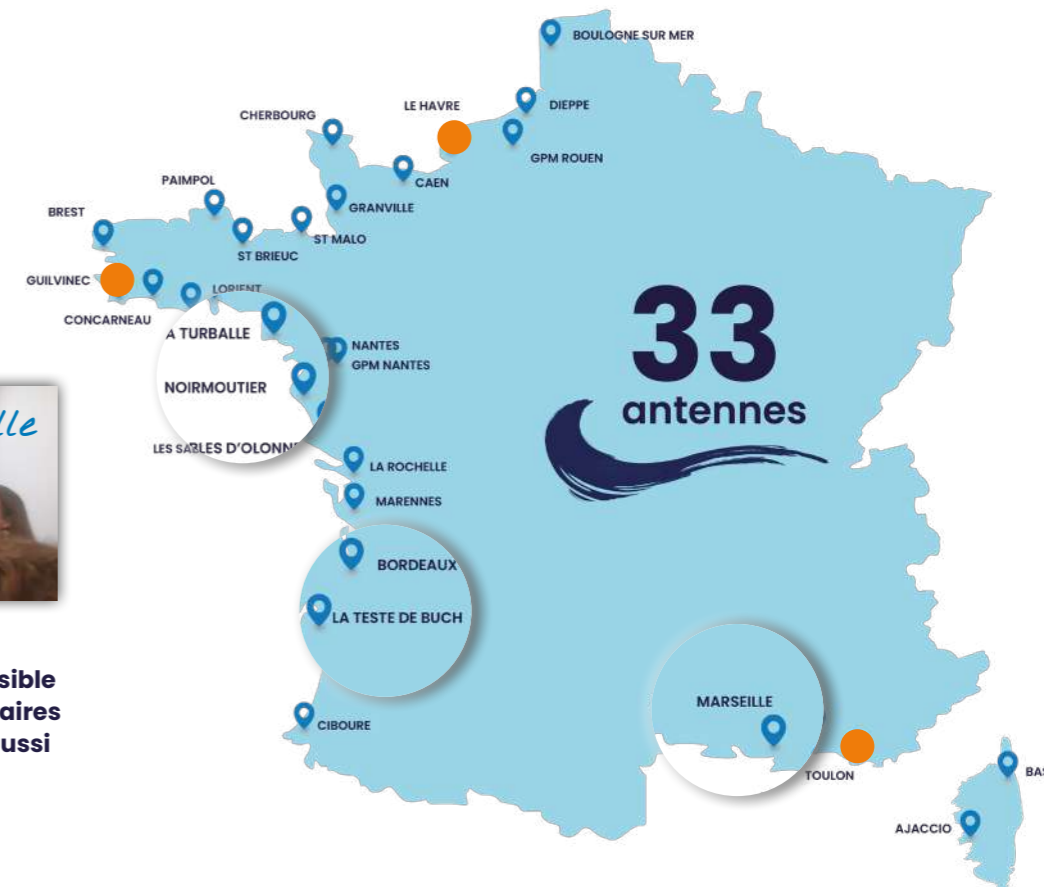 BOULOGNE SUR MER
DIEPPE
LE HAVRE
GPM ROUEN
CHERBOURG
CAEN
PAIMPOL
GRANVILLE
BREST
ST MALO
ST BRIEUC
GUILVINEC
LORIENT
CONCARNEAU
A TURBALLE
NANTES
GPM NANTES
NOIRMOUTIER
LES SABLES D'OLONN
33
antennes
LA ROCHELLE
MARENNES
BORDEAUX
LA TESTE DE BUCH
lle
sible
aires
ussi
CIBOURE
MARSEILLE
TOULON
BAS
AJACCIO